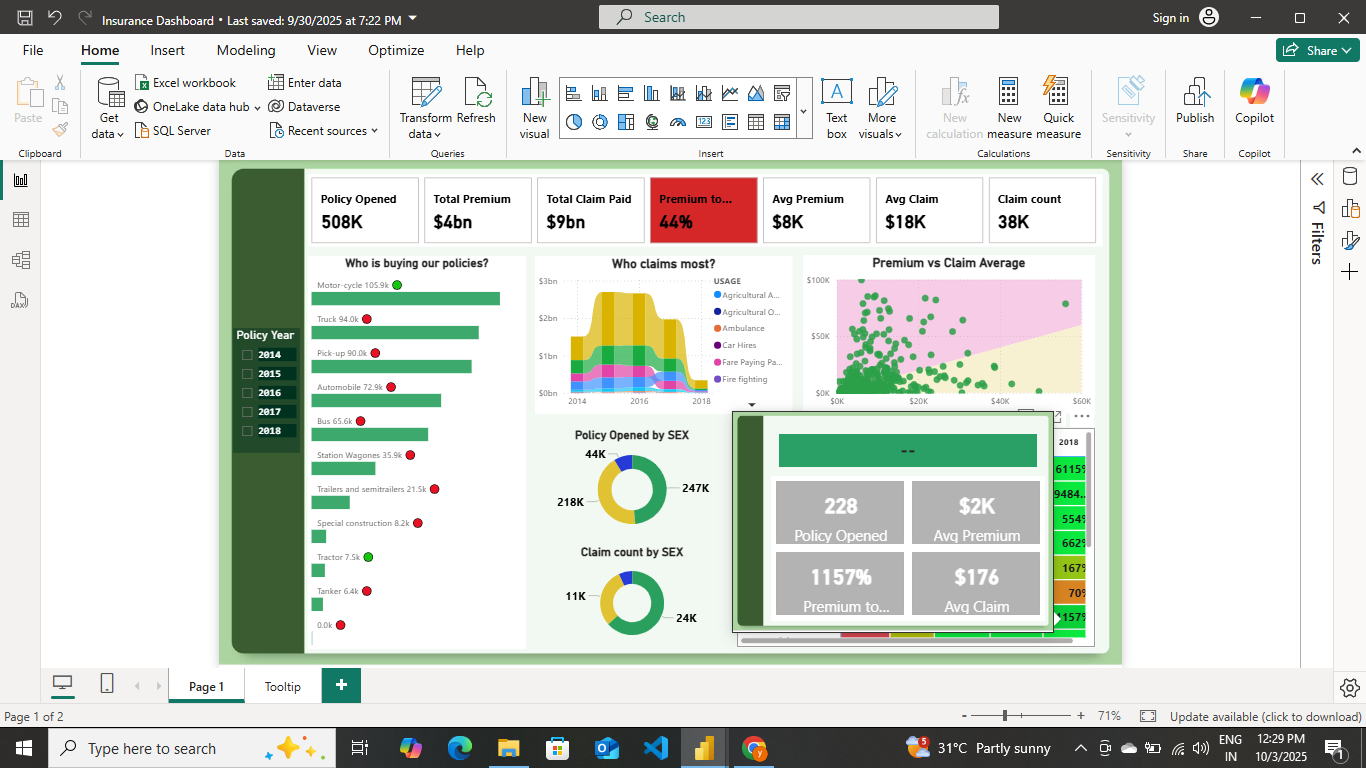 Insurance Dashboard • Last saved: 9/30/2025 at 7:22 PM
Search
Sign in
File Home Insert Modeling View Optimize Help
Share
Paste
Clipboard
Get data
Excel workbook
OneLake data hub
SQL Server
Enter data
Dataverse
Recent sources
Data
Transform data
Refresh
Queries
New visual
Text box
More visuals
Insert
New calculation
New measure
Quick measure
Calculations
Sensitivity
Sensitivity
Publish
Share
Copilot
Copilot
DAX
Filters
Policy Opened
508K
Total Premium
$4bn
Total Claim Paid
$9bn
Premium to...
44%
Avg Premium
$8K
Avg Claim
$18K
Claim count
38K
Policy Year
2014
2015
2016
2017
2018
Who is buying our policies?
Motor-cycle 105.9k
Truck 94.0k
Pick-up 90.0k
Automobile 72.9k
Bus 65.6k
Station Wagones 35.9k
Trailers and semitrailers 21.5k
Special construction 8.2k
Tractor 7.5k
Tanker 6.4k
0.0k
Who claims most?
$3bn
$2bn
$1bn
$0bn
2014 2016 2018
USAGE
Agricultural A...
Agricultural O...
Ambulance
Car Hires
Fare Paying Pa...
Fire fighting
Premium vs Claim Average
$100K
$50K
$0K
$0K $20K $40K $60K
Policy Opened by SEX
44K
247K
218K
Claim count by SEX
11K
24K
--
228
Policy Opened
$2K
Avg Premium
1157%
Premium to...
$176
Avg Claim
2018
6115%
9484...
554%
662%
167%
70%
1157%
Page 1 Tooltip
Page 1 of 2
- + 71%
Update available (click to download)
Type here to search
5
31°C Partly sunny
ENG
IN
12:29 PM
10/3/2025
1